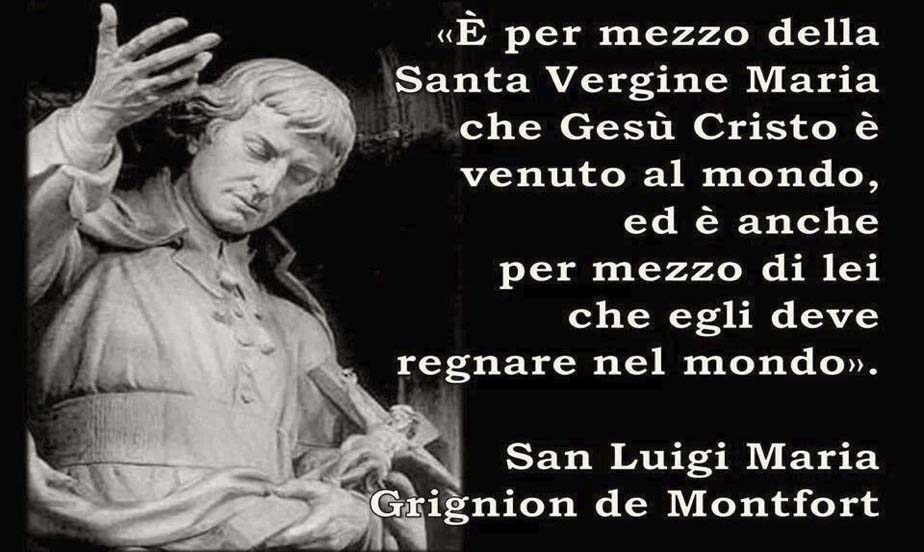 «È per mezzo della
Santa Vergine Maria
che Gesù Cristo è
venuto al mondo,
ed è anche
per mezzo di lei
che egli deve
regnare nel mondo».
San Luigi Maria
Grignion de Montfort